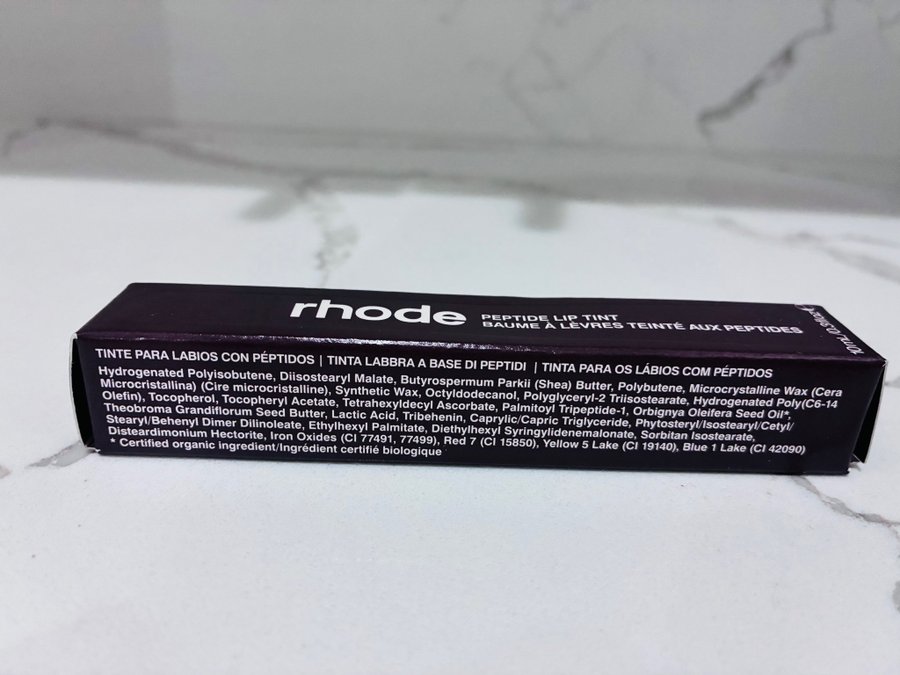 rhode
PEPTIDE LIP TINT
BAUME À LÈVRES TEINTÉ AUX PEPTIDES
TINTE PARA LABIOS CON PÉPTIDOS | TINTA LABBRA A BASE DI PEPTIDI | TINTA PARA OS LÁBIOS COM PÉPTIDOS
Hydrogenated Polyisobutene, Diisostearyl Malate, Butyrospermum Parkii (Shea) Butter, Polybutene, Microcrystalline Wax (Cera
Microcristallina) (Cire microcristalline), Synthetic Wax, Octyldodecanol, Polyglyceryl-2 Triisostearate, Hydrogenated Poly(C6-14
Olefin), Tocopherol, Tocopheryl Acetate, Tetrahexyldecyl Ascorbate, Palmitoyl Tripeptide-1, Orbignya Oleifera Seed Oil*,
Theobroma Grandiflorum Seed Butter, Lactic Acid, Tribehenin, Caprylic/Capric Triglyceride, Phytosteryl/Isostearyl/Cetyl/
Stearyl/Behenyl Dimer Dilinoleate, Ethylhexyl Palmitate, Diethylhexyl Syringylidenemalonate, Sorbitan Isostearate,
Disteardimonium Hectorite, Iron Oxides (CI 77491, 77499), Red 7 (CI 15850), Yellow 5 Lake (CI 19140), Blue 1 Lake (CI 42090)
* Certified organic ingredient/Ingrédient certifié biologique